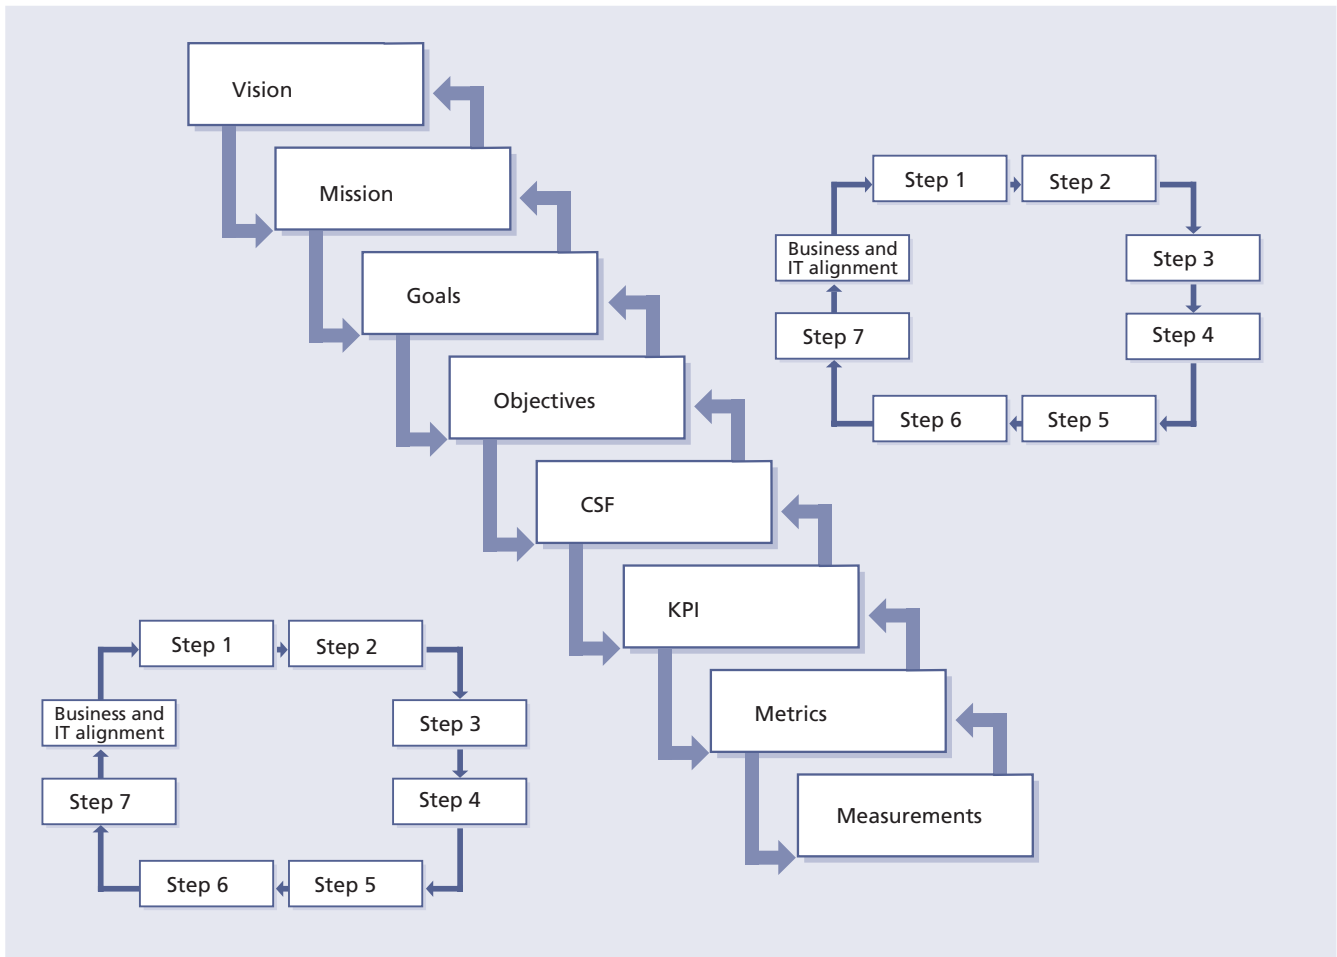 Vision
Mission
Goals
Objectives
CSF
KPI
Metrics
Measurements
Step 1
Step 2
Step 3
Step 4
Step 5
Step 6
Step 7
Business and
IT alignment
Step 1
Step 2
Step 3
Step 4
Step 5
Step 6
Step 7
Business and
IT alignment